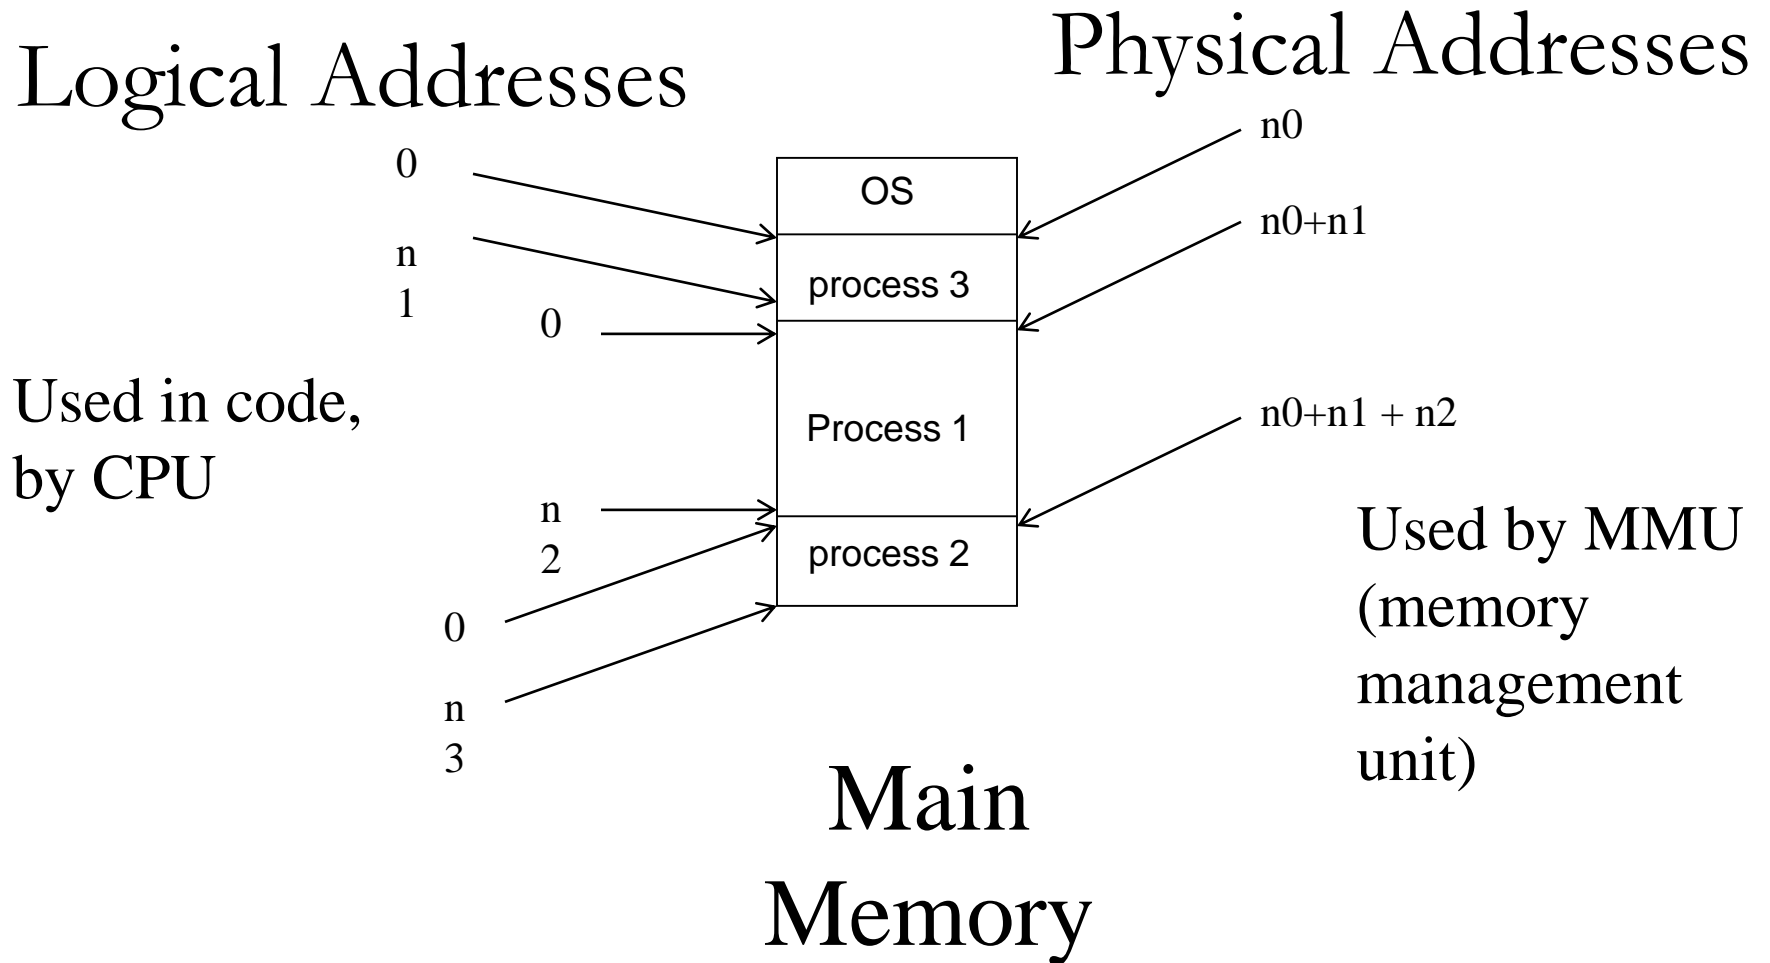 Logical Addresses
Physical Addresses
0
n
1
0
Used in code,
by CPU
n
2
0
n
3
OS
process 3
Process 1
process 2
n0
n0+n1
n0+n1 + n2
Used by MMU
(memory
management
unit)
Main
Memory